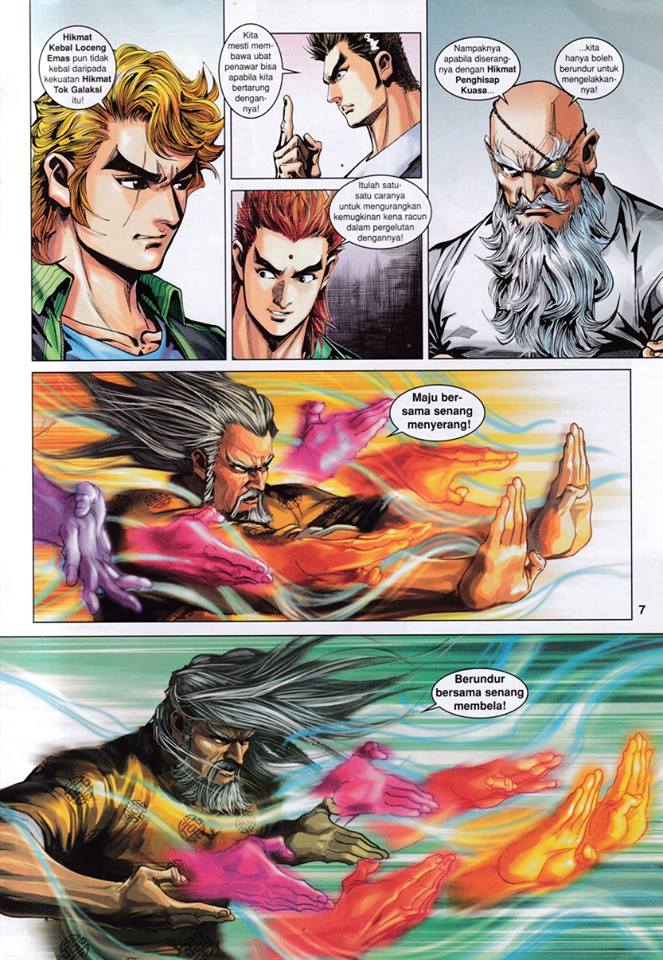 Hikmat
Kebal Loceng
Emas pun tidak
kebal daripada
kekuatan Hikmat
Tok Galaksi
itu!
Kita
mesti mem-
bawa ubat
penawar bisa
apabila kita
bertarung
dengan-
nya!
Itulah satu-
satu caranya
untuk mengurangkan
kemugkinan kena racun
dalam pergelutan
dengannya!
Nampaknya
apabila diserang-
nya dengan Hikmat
Penghisap
Kuasa...
...kita
hanya boleh
berundur untuk
mengelakkan-
nya!
Maju ber-
sama senang
menyerang!
7
Berundur
bersama senang
membela!